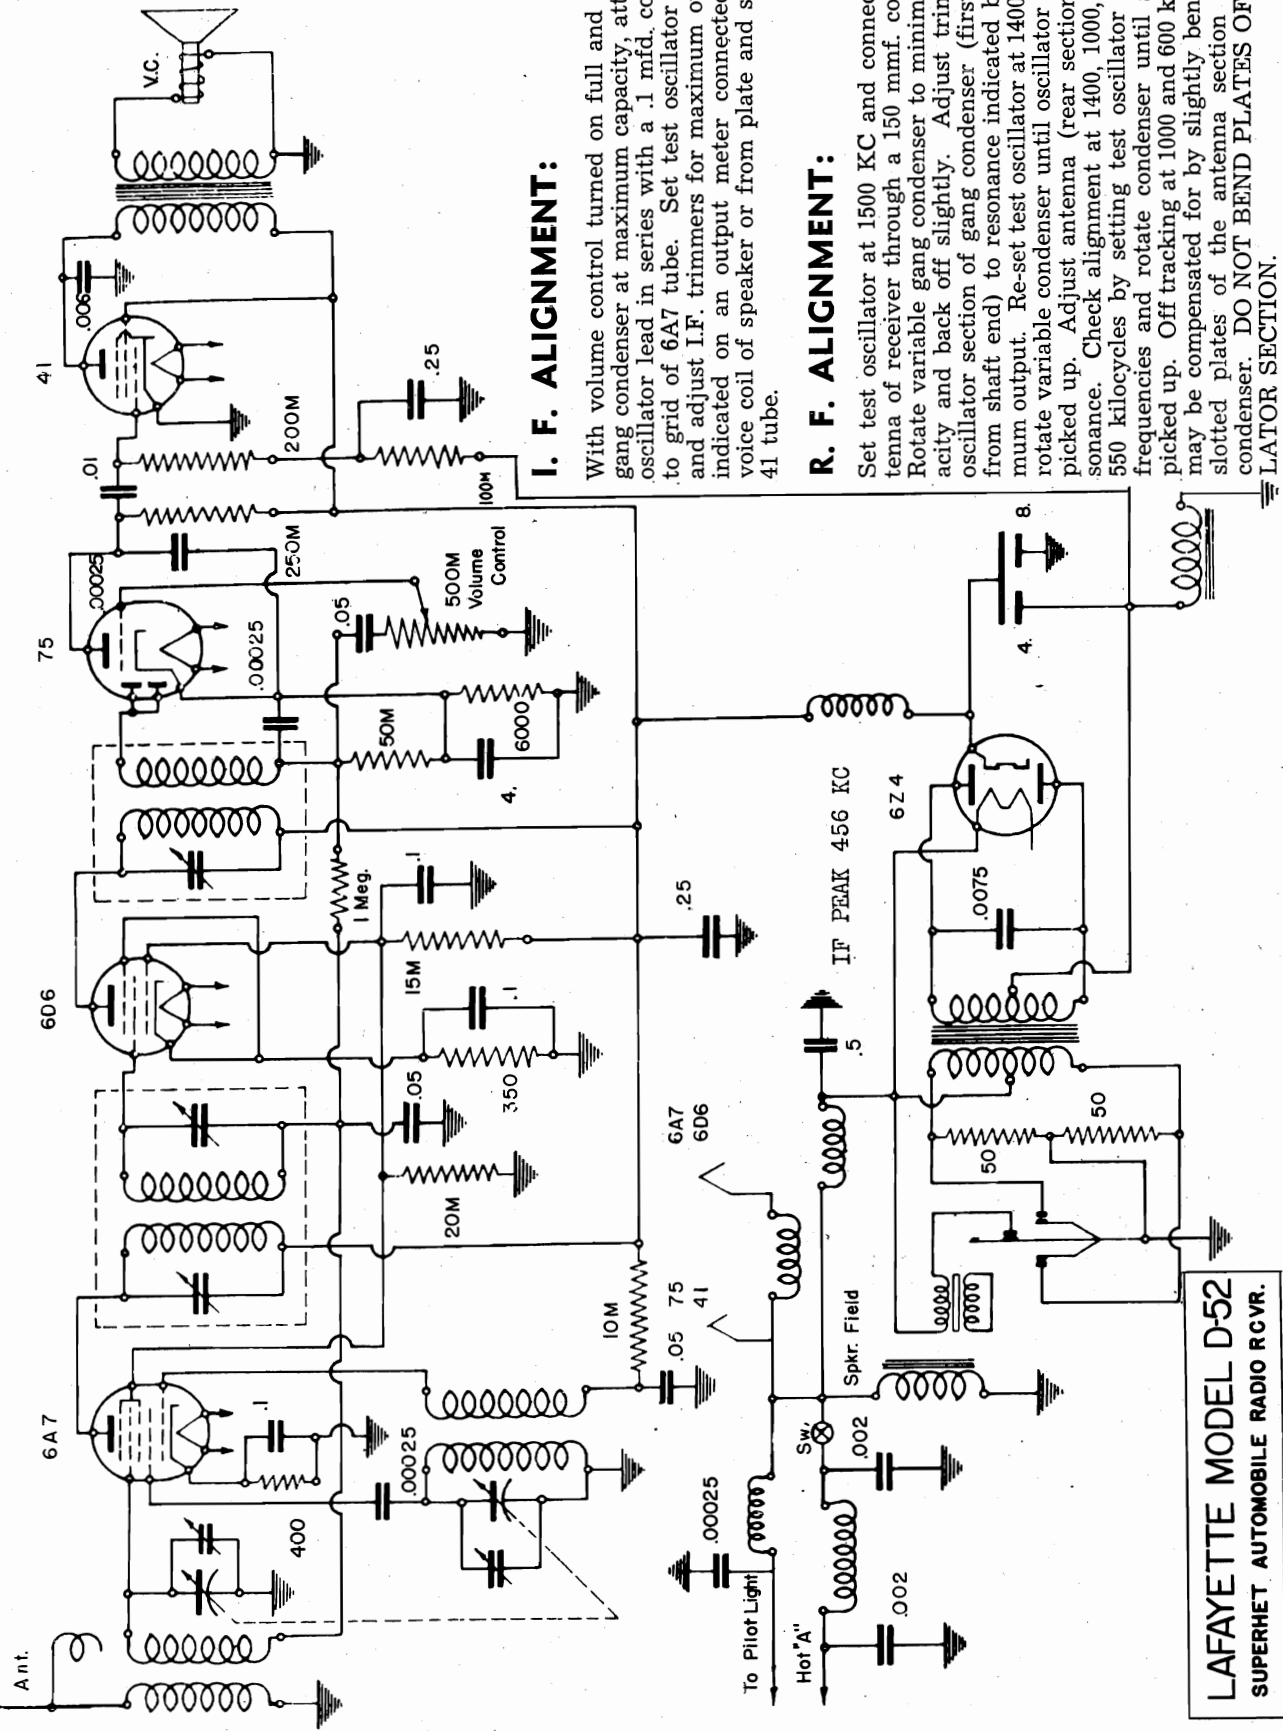 Ant.
6A7
6D6
75
41
V.C.
.006
.01
.00025
.00025
250M
200M
.25
100M
.05
500M
Volume
Control
50M
6000
4.
1 Meg.
.1
15M
.1
350
.05
20M
.1
400
.00025
10M
.05
75
41
6A7
6D6
.25
.5
IF PEAK 456 KC
6Z4
4.
8.
.0075
50
50
Spkr. Field
Sw.
.002
.00025
To Pilot Light
Hot "A"
.002
LAFAYETTE MODEL D-52
SUPERHET AUTOMOBILE RADIO RCVR.
I. F. ALIGNMENT:
With volume control turned on full and
gang condenser at maximum capacity, att
oscillator lead in series with a .1 mfd. co
to grid of 6A7 tube. Set test oscillator
and adjust I.F. trimmers for maximum o
indicated on an output meter connected
voice coil of speaker or from plate and s
41 tube.
R. F. ALIGNMENT:
Set test oscillator at 1500 KC and connec
tenna of receiver through a 150 mmf. co
Rotate variable gang condenser to minim
acity and back off slightly. Adjust trim
oscillator section of gang condenser (first
from shaft end) to resonance indicated b
mum output. Re-set test oscillator at 1400
rotate variable condenser until oscillator
picked up. Adjust antenna (rear section
sonance. Check alignment at 1400, 1000,
550 kilocycles by setting test oscillator
frequencies and rotate condenser until
picked up. Off tracking at 1000 and 600 k
may be compensated for by slightly ben
slotted plates of the antenna section
condenser. DO NOT BEND PLATES OF
LATOR SECTION.